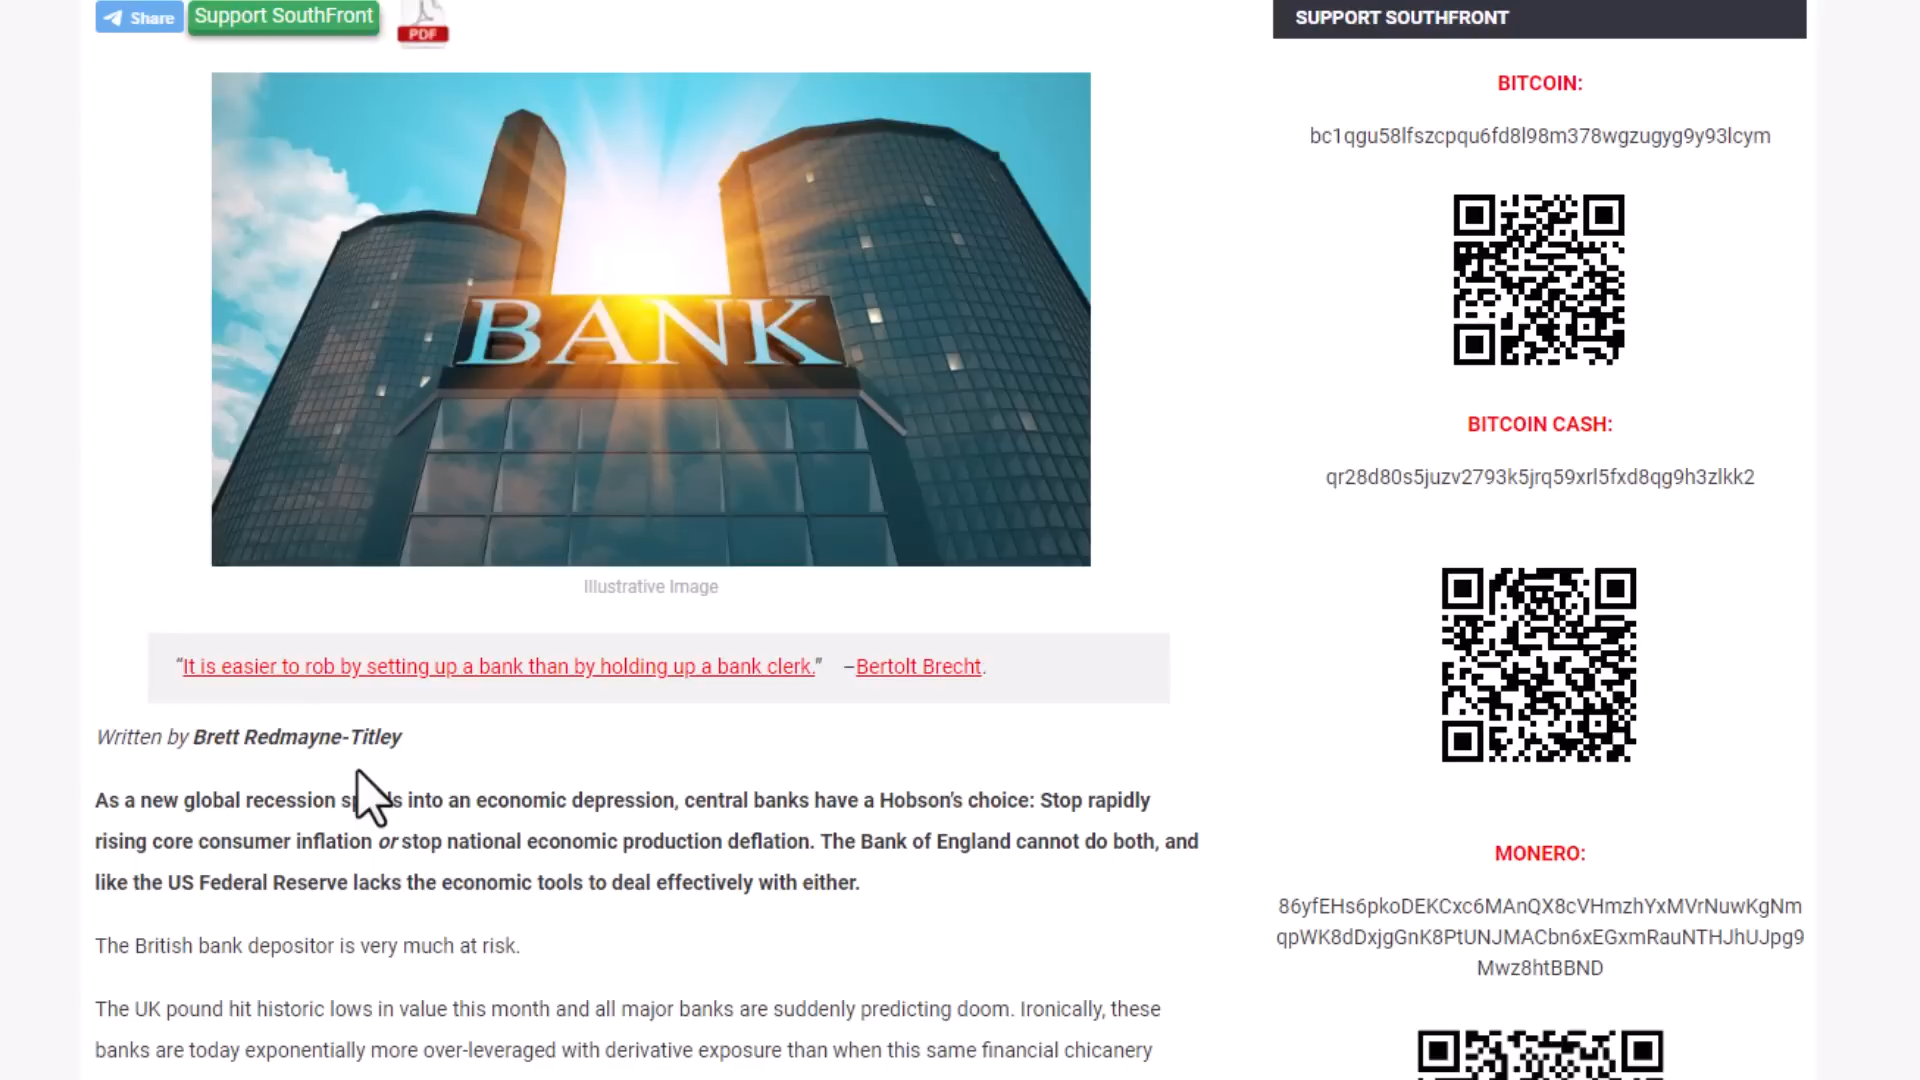 Share
Support SouthFront
PDF
BANK
Illustrative Image
“It is easier to rob by setting up a bank than by holding up a bank clerk.” –Bertolt Brecht.
Written by Brett Redmayne-Titley
As a new global recession s s into an economic depression, central banks have a Hobson's choice: Stop rapidly
rising core consumer inflation or stop national economic production deflation. The Bank of England cannot do both, and
like the US Federal Reserve lacks the economic tools to deal effectively with either.
The British bank depositor is very much at risk.
The UK pound hit historic lows in value this month and all major banks are suddenly predicting doom. Ironically, these
banks are today exponentially more over-leveraged with derivative exposure than when this same financial chicanery
SUPPORT SOUTHFRONT
BITCOIN:
bc1qgu58lfszcpqu6fd8l98m378wgzugyg9y93lcym
BITCOIN CASH:
qr28d80s5juzv2793k5jrq59xrl5fxd8qg9h3zlkk2
MONERO:
86yfEHs6pkoDEKCxc6MAnQX8cVHmzhYxMVrNuwKgNm
qpWK8dDxjgGnK8PtUNJMACbn6xEGxmRauNTHJhUJpg9
Mwz8htBBND